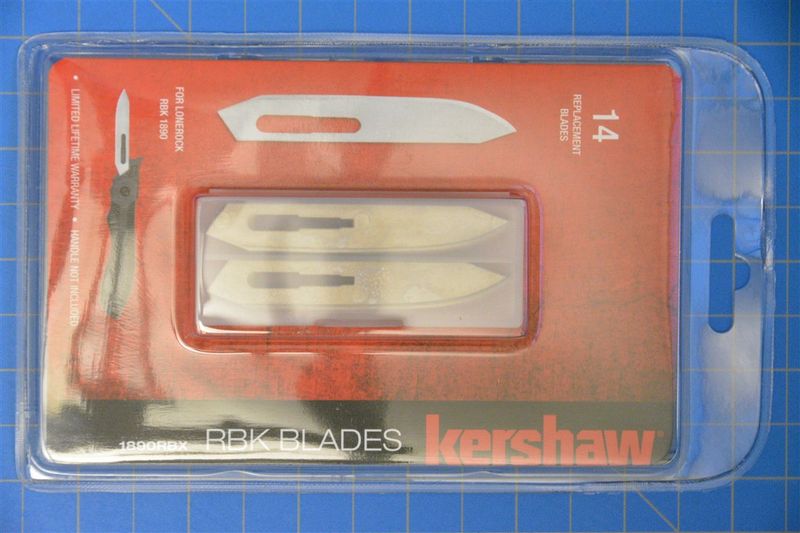 14
REPLACEMENT
BLADES
FOR LONEROCK
RBK 1890
• LIMITED LIFETIME WARRANTY • HANDLE NOT INCLUDED
1890RBX RBK BLADES kershaw